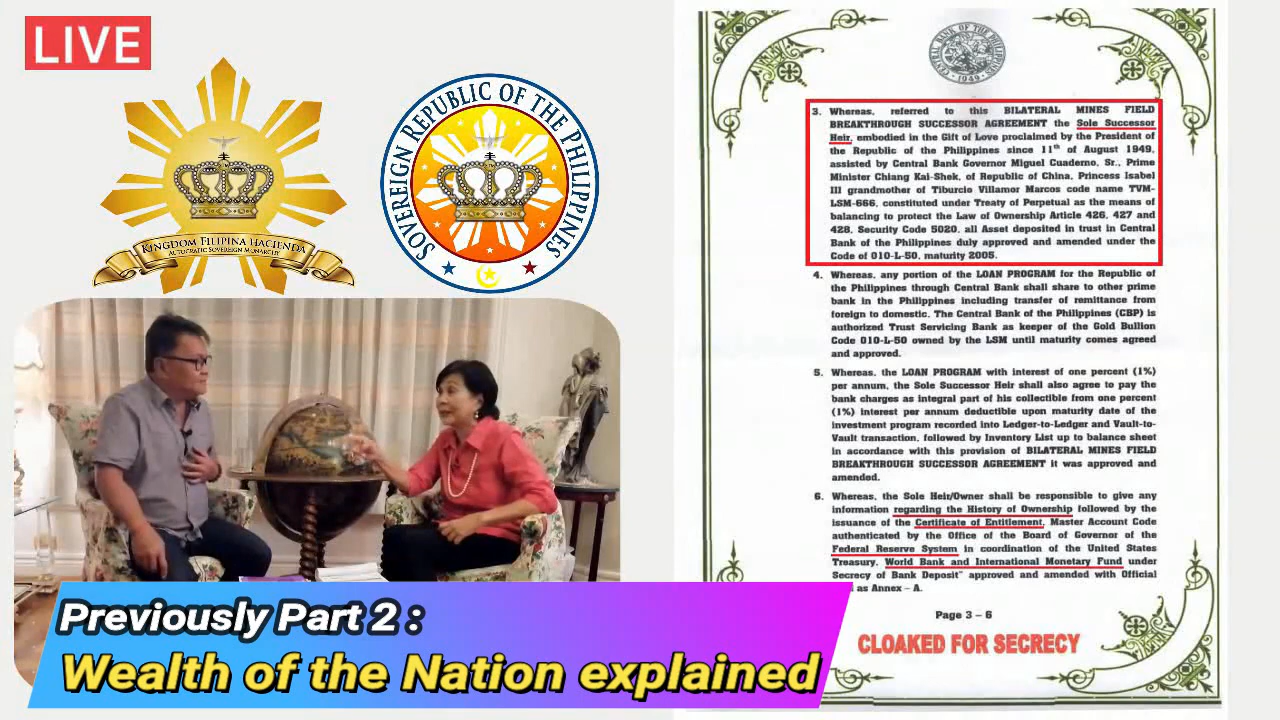 LIVE
KINGDOM FILIPINA HACIENDA
AUTOCRATIC SOVEREIGN MONARCHY
SOVEREIGN REPUBLIC OF THE PHILIPPINES
CENTRAL BANK OF THE PHILIPPINES
1949
3. Whereas, referred to this BILATERAL MINES FIELD
BREAKTHROUGH SUCCESSOR AGREEMENT the Sole Successor
Heir, embodied in the Gift of Love proclaimed by the President of
the Republic of the Philippines since 11th of August 1949,
assisted by Central Bank Governor Miguel Cuaderno, Sr., Prime
Minister Chiang Kai-Shek, of Republic of China, Princess Isabel
III grandmother of Tiburcio Villamor Marcos code name TVM-
LSM-666, constituted under Treaty of Perpetual as the means of
balancing to protect the Law of Ownership Article 426, 427 and
428, Security Code 5020, all Asset deposited in trust in Central
Bank of the Philippines duly approved and amended under the
Code of 010-L-50, maturity 2005.
4. Whereas, any portion of the LOAN PROGRAM for the Republic of
the Philippines through Central Bank shall share to other prime
bank in the Philippines including transfer of remittance from
foreign to domestic. The Central Bank of the Philippines (CBP) is
authorized Trust Servicing Bank as keeper of the Gold Bullion
Code 010-L-50 owned by the LSM until maturity comes agreed
and approved.
5. Whereas, the LOAN PROGRAM with interest of one percent (1%)
per annum, the Sole Successor Heir shall also agree to pay the
bank charges as integral part of his collectible from one percent
(1%) interest per annum deductible upon maturity date of the
investment program recorded into Ledger-to-Ledger and Vault-to-
Vault transaction, followed by Inventory List up to balance sheet
in accordance with this provision of BILATERAL MINES FIELD
BREAKTHROUGH SUCCESSOR AGREEMENT it was approved and
amended.
6. Whereas, the Sole Heir/Owner shall be responsible to give any
information regarding the History of Ownership followed by the
issuance of the Certificate of Entitlement, Master Account Code
authenticated by the Office of the Board of Governor of the
Federal Reserve System in coordination of the United States
Treasury, World Bank and International Monetary Fund under
Secrecy of Bank Deposit" approved and amended with Official
as Annex – A.
Page 3 – 6
CLOAKED FOR SECRECY
Previously Part 2 :
Wealth of the Nation explained